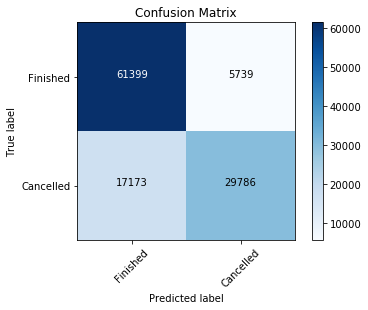 Confusion Matrix
60000
Finished 61399 5739
50000
40000
True label
30000
Cancelled 17173 29786
20000
10000
Finished Cancelled
Predicted label